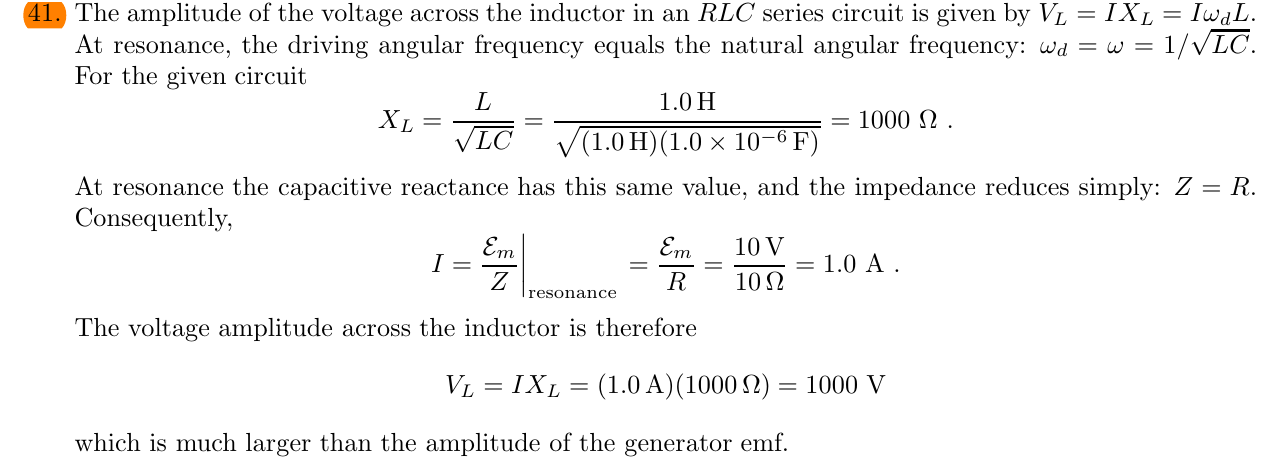 41. The amplitude of the voltage across the inductor in an RLC series circuit is given by V_L = IX_L = Iω_dL.
At resonance, the driving angular frequency equals the natural angular frequency: ω_d = ω = 1/√LC.
For the given circuit
X_L = L/√LC = 1.0 H/√(1.0 H)(1.0 × 10⁻⁶ F) = 1000 Ω .
At resonance the capacitive reactance has this same value, and the impedance reduces simply: Z = R.
Consequently,
I = ℰ_m/Z |resonance = ℰ_m/R = 10 V/10 Ω = 1.0 A .
The voltage amplitude across the inductor is therefore
V_L = IX_L = (1.0 A)(1000 Ω) = 1000 V
which is much larger than the amplitude of the generator emf.